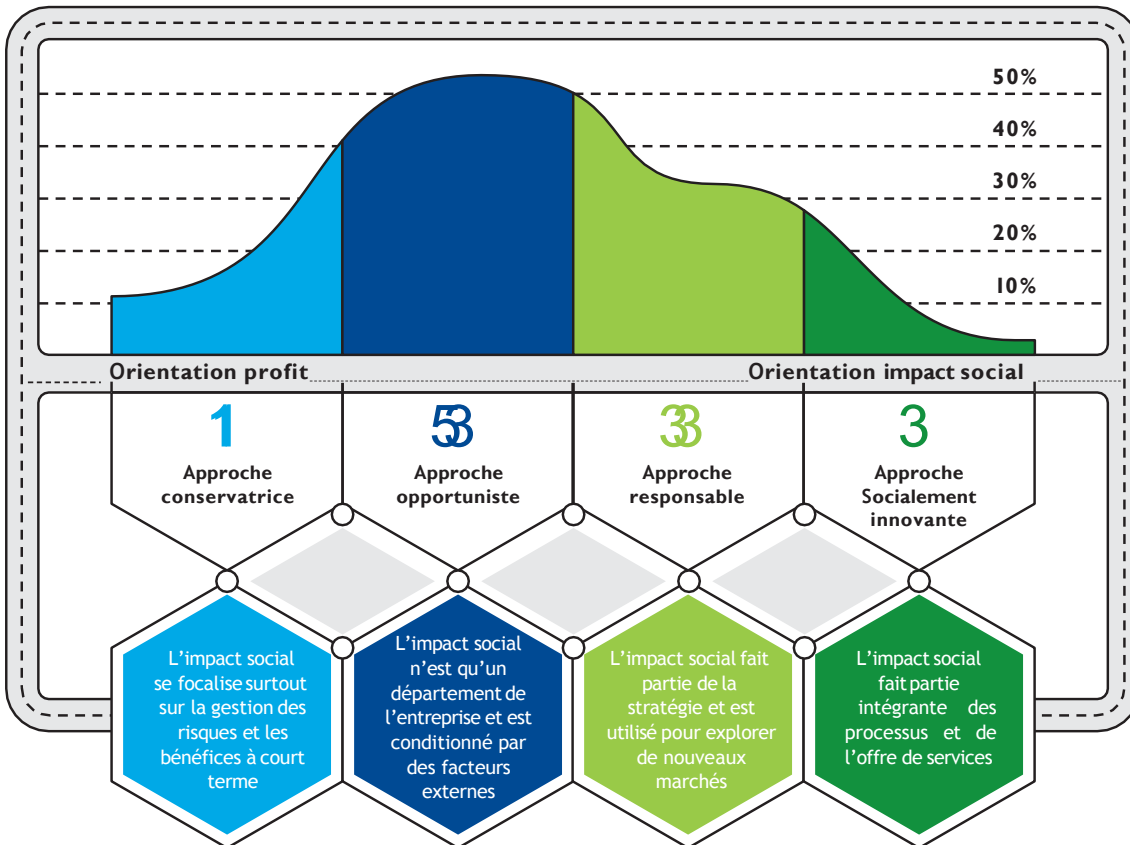 50%
40%
30%
20%
10%
Orientation profit
Orientation impact social
1
Approche
conservatrice
53
Approche
opportuniste
33
Approche
responsable
3
Approche
Socialement
innovante
L'impact social
se focalise surtout
sur la gestion des
risques et les
bénéfices à court
terme
L'impact social
n'est qu'un
département de
l'entreprise et est
conditionné par
des facteurs
externes
L'impact social fait
partie de la
stratégie et est
utilisé pour explorer
de nouveaux
marchés
L'impact social
fait partie
intégrante des
processus et de
l'offre de services